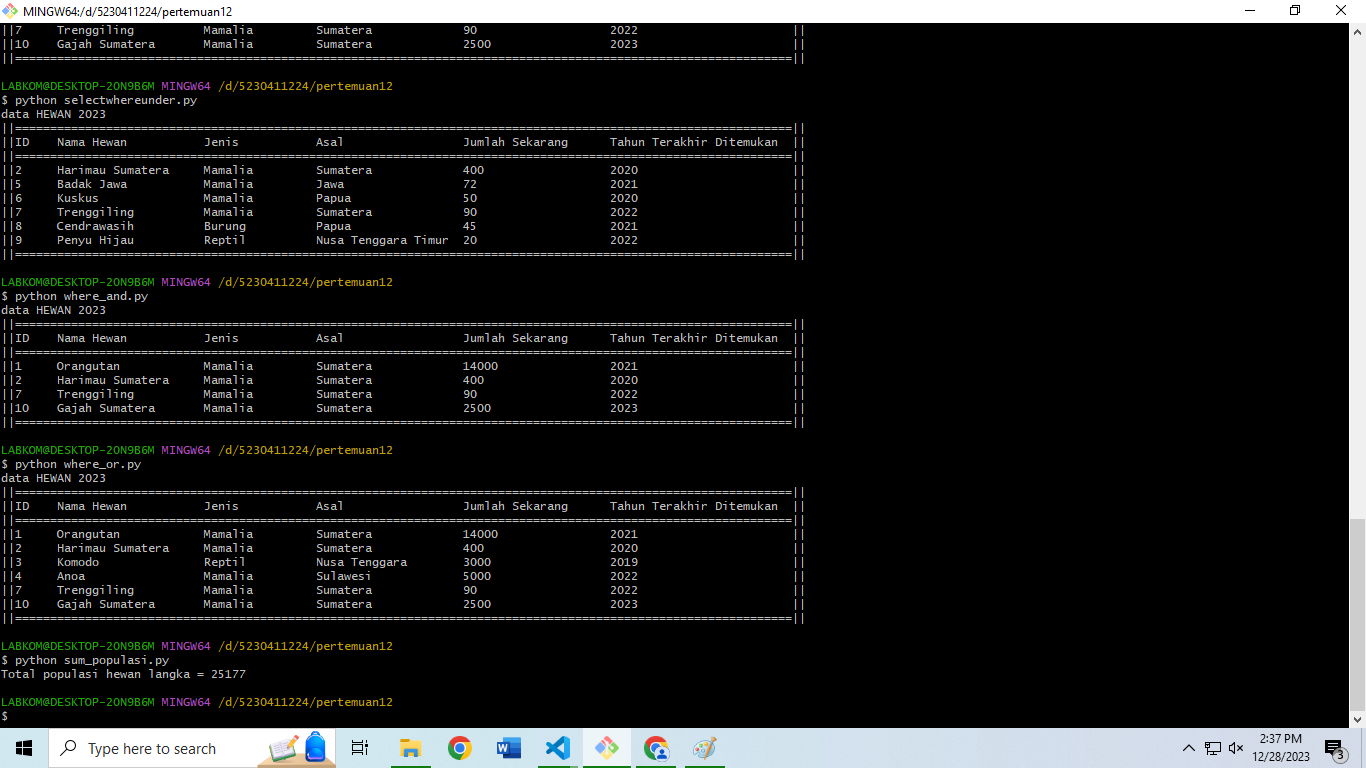 MINGW64:/d/5230411224/pertemuan12
||7 Trenggiling Mamalia Sumatera 90 2022 ||
||10 Gajah Sumatera Mamalia Sumatera 2500 2023 ||
||===============================================================================================================||
LABKOM@DESKTOP-2ON9B6M MINGW64 /d/5230411224/pertemuan12
$ python selectwhereunder.py
data HEWAN 2023
||===============================================================================================================||
||ID Nama Hewan Jenis Asal Jumlah Sekarang Tahun Terakhir Ditemukan ||
||===============================================================================================================||
||2 Harimau Sumatera Mamalia Sumatera 400 2020 ||
||5 Badak Jawa Mamalia Jawa 72 2021 ||
||6 Kuskus Mamalia Papua 50 2020 ||
||7 Trenggiling Mamalia Sumatera 90 2022 ||
||8 Cendrawasih Burung Papua 45 2021 ||
||9 Penyu Hijau Reptil Nusa Tenggara Timur 20 2022 ||
||===============================================================================================================||
LABKOM@DESKTOP-2ON9B6M MINGW64 /d/5230411224/pertemuan12
$ python where_and.py
data HEWAN 2023
||===============================================================================================================||
||ID Nama Hewan Jenis Asal Jumlah Sekarang Tahun Terakhir Ditemukan ||
||===============================================================================================================||
||1 Orangutan Mamalia Sumatera 14000 2021 ||
||2 Harimau Sumatera Mamalia Sumatera 400 2020 ||
||7 Trenggiling Mamalia Sumatera 90 2022 ||
||10 Gajah Sumatera Mamalia Sumatera 2500 2023 ||
||===============================================================================================================||
LABKOM@DESKTOP-2ON9B6M MINGW64 /d/5230411224/pertemuan12
$ python where_or.py
data HEWAN 2023
||===============================================================================================================||
||ID Nama Hewan Jenis Asal Jumlah Sekarang Tahun Terakhir Ditemukan ||
||===============================================================================================================||
||1 Orangutan Mamalia Sumatera 14000 2021 ||
||2 Harimau Sumatera Mamalia Sumatera 400 2020 ||
||3 Komodo Reptil Nusa Tenggara 3000 2019 ||
||4 Anoa Mamalia Sulawesi 5000 2022 ||
||7 Trenggiling Mamalia Sumatera 90 2022 ||
||10 Gajah Sumatera Mamalia Sumatera 2500 2023 ||
||===============================================================================================================||
LABKOM@DESKTOP-2ON9B6M MINGW64 /d/5230411224/pertemuan12
$ python sum_populasi.py
Total populasi hewan langka = 25177
LABKOM@DESKTOP-2ON9B6M MINGW64 /d/5230411224/pertemuan12
$
Type here to search
2:37 PM
12/28/2023
3